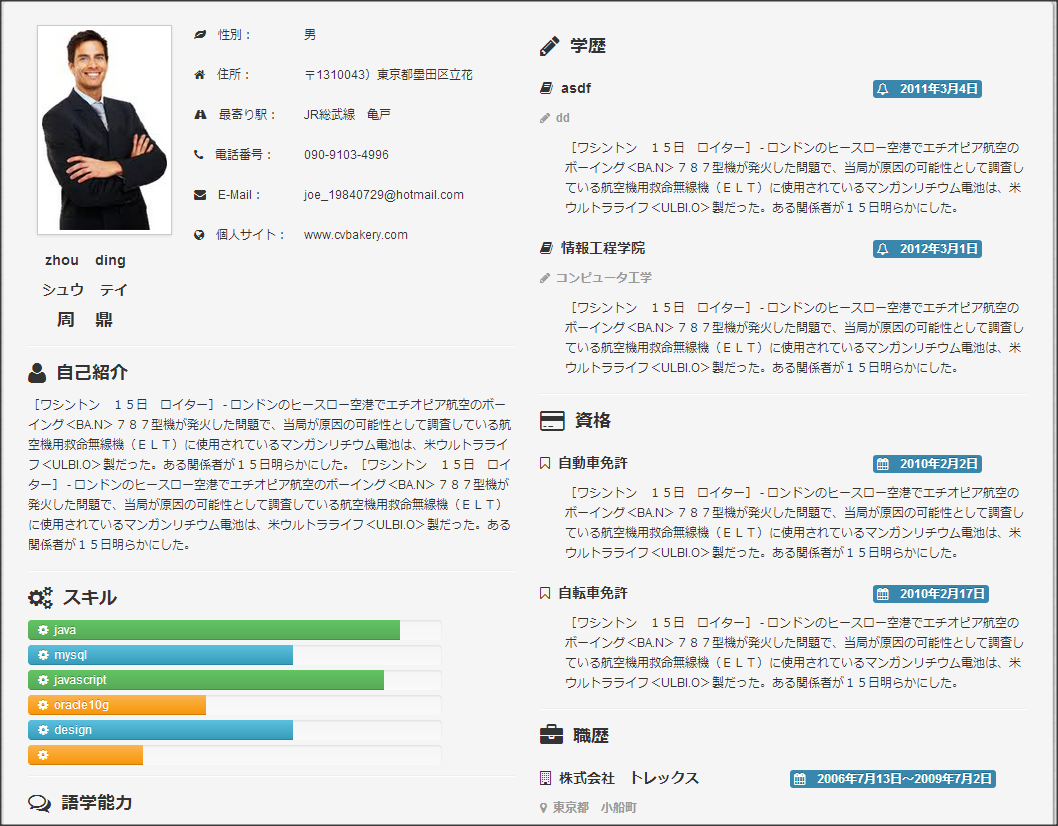 性別： 男
住所： 〒1310043）東京都墨田区立花
最寄り駅： JR総武線　亀戸
電話番号： 090-9103-4996
E-Mail： joe_19840729@hotmail.com
個人サイト： www.cvbakery.com
zhou　ding
シュウ　テイ
周　鼎
自己紹介
［ワシントン　１５日　ロイター］ - ロンドンのヒースロー空港でエチオピア航空のボー
イング＜BA.N＞７８７型機が発火した問題で、当局が原因の可能性として調査している航
空機用救命無線機（ＥＬＴ）に使用されているマンガンリチウム電池は、米ウルトラライ
フ＜ULBI.O＞製だった。ある関係者が１５日明らかにした。［ワシントン　１５日　ロイ
ター］ - ロンドンのヒースロー空港でエチオピア航空のボーイング＜BA.N＞７８７型機が
発火した問題で、当局が原因の可能性として調査している航空機用救命無線機（ＥＬＴ）
に使用されているマンガンリチウム電池は、米ウルトラライフ＜ULBI.O＞製だった。ある
関係者が１５日明らかにした。
スキル
java
mysql
javascript
oracle10g
design
語学能力
学歴
asdf 2011年3月4日
dd
［ワシントン　１５日　ロイター］ - ロンドンのヒースロー空港でエチオピア航空の
ボーイング＜BA.N＞７８７型機が発火した問題で、当局が原因の可能性として調査し
ている航空機用救命無線機（ＥＬＴ）に使用されているマンガンリチウム電池は、米
ウルトラライフ＜ULBI.O＞製だった。ある関係者が１５日明らかにした。
情報工程学院 2012年3月1日
コンピュータ工学
［ワシントン　１５日　ロイター］ - ロンドンのヒースロー空港でエチオピア航空の
ボーイング＜BA.N＞７８７型機が発火した問題で、当局が原因の可能性として調査し
ている航空機用救命無線機（ＥＬＴ）に使用されているマンガンリチウム電池は、米
ウルトラライフ＜ULBI.O＞製だった。ある関係者が１５日明らかにした。
資格
自動車免許 2010年2月2日
［ワシントン　１５日　ロイター］ - ロンドンのヒースロー空港でエチオピア航空の
ボーイング＜BA.N＞７８７型機が発火した問題で、当局が原因の可能性として調査し
ている航空機用救命無線機（ＥＬＴ）に使用されているマンガンリチウム電池は、米
ウルトラライフ＜ULBI.O＞製だった。ある関係者が１５日明らかにした。
自転車免許 2010年2月17日
［ワシントン　１５日　ロイター］ - ロンドンのヒースロー空港でエチオピア航空の
ボーイング＜BA.N＞７８７型機が発火した問題で、当局が原因の可能性として調査し
ている航空機用救命無線機（ＥＬＴ）に使用されているマンガンリチウム電池は、米
ウルトラライフ＜ULBI.O＞製だった。ある関係者が１５日明らかにした。
職歴
株式会社　トレックス 2006年7月13日～2009年7月2日
東京都　小船町